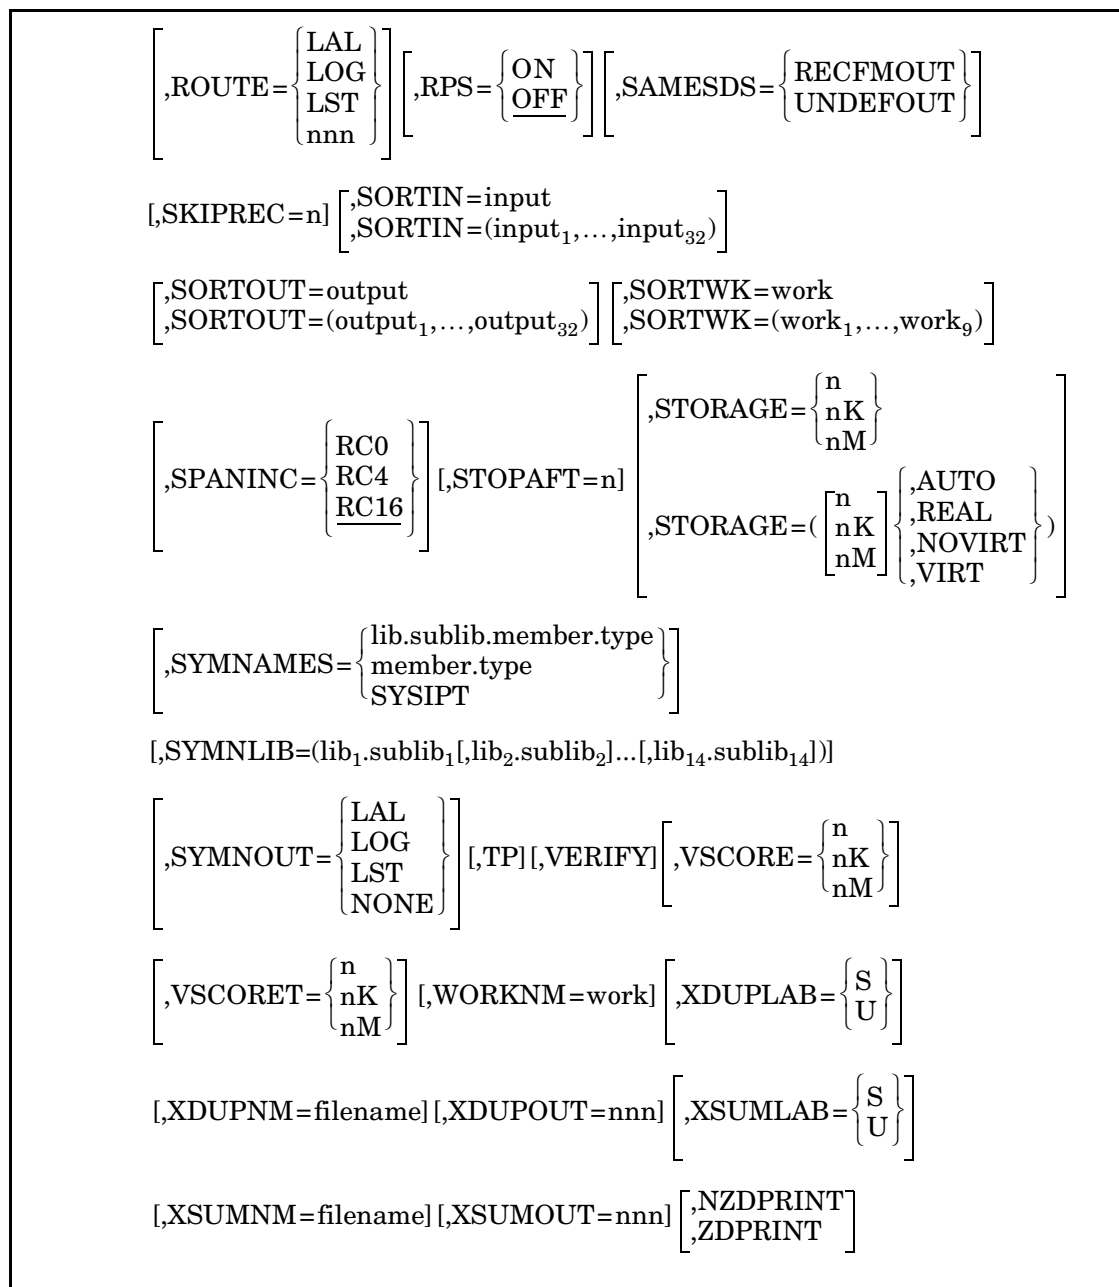 [,ROUTE={LAL
LOG
LST
nnn}] [,RPS={ON
OFF}] [,SAMESDS={RECFMOUT
UNDEFOUT}]
[,SKIPREC=n] [,SORTIN=input
,SORTIN=(input1,...,input32)]
[,SORTOUT=output
,SORTOUT=(output1,...,output32)] [,SORTWK=work
,SORTWK=(work1,...,work9)]
[,SPANINC={RC0
RC4
RC16}] [,STOPAFT=n] [,STORAGE={n
nK
nM}
,STORAGE=([n
nK
nM] {,AUTO
,REAL
,NOVIRT
,VIRT})]
[,SYMNAMES={lib.sublib.member.type
member.type
SYSIPT}]
[,SYMNLIB=(lib1.sublib1[,lib2.sublib2]...[,lib14.sublib14])]
[,SYMNOUT={LAL
LOG
LST
NONE}] [,TP] [,VERIFY] [,VSCORE={n
nK
nM}]
[,VSCORET={n
nK
nM}] [,WORKNM=work] [,XDUPLAB={S
U}]
[,XDUPNM=filename] [,XDUPOUT=nnn] [,XSUMLAB={S
U}]
[,XSUMNM=filename] [,XSUMOUT=nnn] [,NZDPRINT
,ZDPRINT]